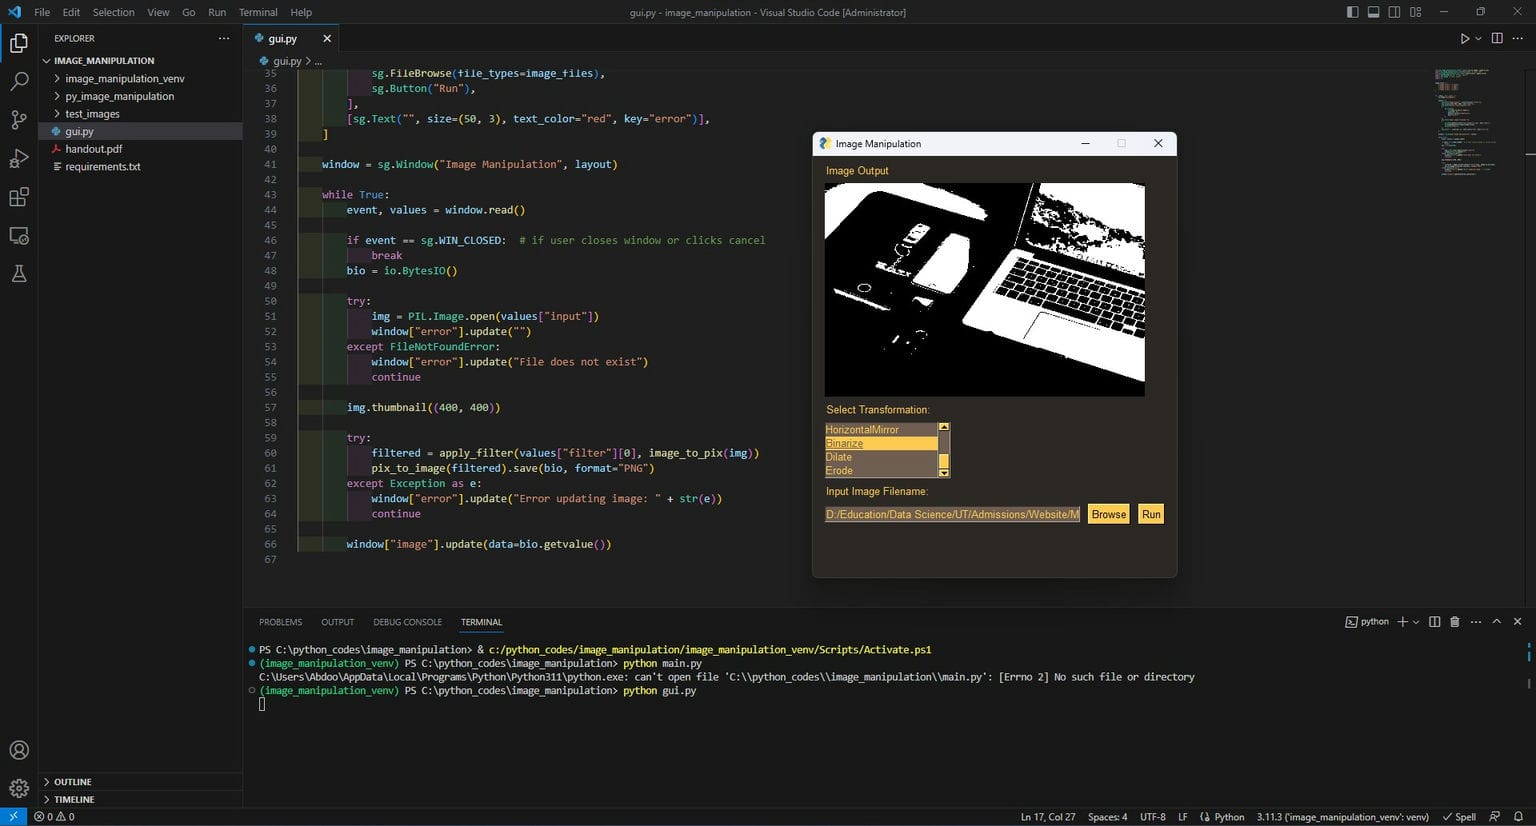 File Edit Selection View Go Run Terminal Help
gui.py - image_manipulation - Visual Studio Code [Administrator]
EXPLORER
IMAGE_MANIPULATION
image_manipulation_venv
py_image_manipulation
test_images
gui.py
handout.pdf
requirements.txt
OUTLINE
TIMELINE
gui.py
gui.py > ...
35 sg.FileBrowse(file_types=image_files),
36 sg.Button("Run"),
37 ],
38 [sg.Text("", size=(50, 3), text_color="red", key="error")],
39 ]
40
41 window = sg.Window("Image Manipulation", layout)
42
43 while True:
44 event, values = window.read()
45
46 if event == sg.WIN_CLOSED:  # if user closes window or clicks cancel
47 break
48 bio = io.BytesIO()
49
50 try:
51 img = PIL.Image.open(values["input"])
52 window["error"].update("")
53 except FileNotFoundError:
54 window["error"].update("File does not exist")
55 continue
56
57 img.thumbnail((400, 400))
58
59 try:
60 filtered = apply_filter(values["filter"][0], image_to_pix(img))
61 pix_to_image(filtered).save(bio, format="PNG")
62 except Exception as e:
63 window["error"].update("Error updating image: " + str(e))
64 continue
65
66 window["image"].update(data=bio.getvalue())
67
Image Manipulation
Image Output
Select Transformation:
HorizontalMirror
Binarize
Dilate
Erode
Input Image Filename:
D:/Education/Data Science/UT/Admissions/Website/M Browse Run
PROBLEMS OUTPUT DEBUG CONSOLE TERMINAL
python
PS C:\python_codes\image_manipulation> & c:/python_codes/image_manipulation/image_manipulation_venv/Scripts/Activate.ps1
(image_manipulation_venv) PS C:\python_codes\image_manipulation> python main.py
C:\Users\Abdoo\AppData\Local\Programs\Python\Python311\python.exe: can't open file 'C:\\python_codes\\image_manipulation\\main.py': [Errno 2] No such file or directory
(image_manipulation_venv) PS C:\python_codes\image_manipulation> python gui.py
0 0
Ln 17, Col 27 Spaces: 4 UTF-8 LF Python 3.11.3 ('image_manipulation_venv': venv) Spell